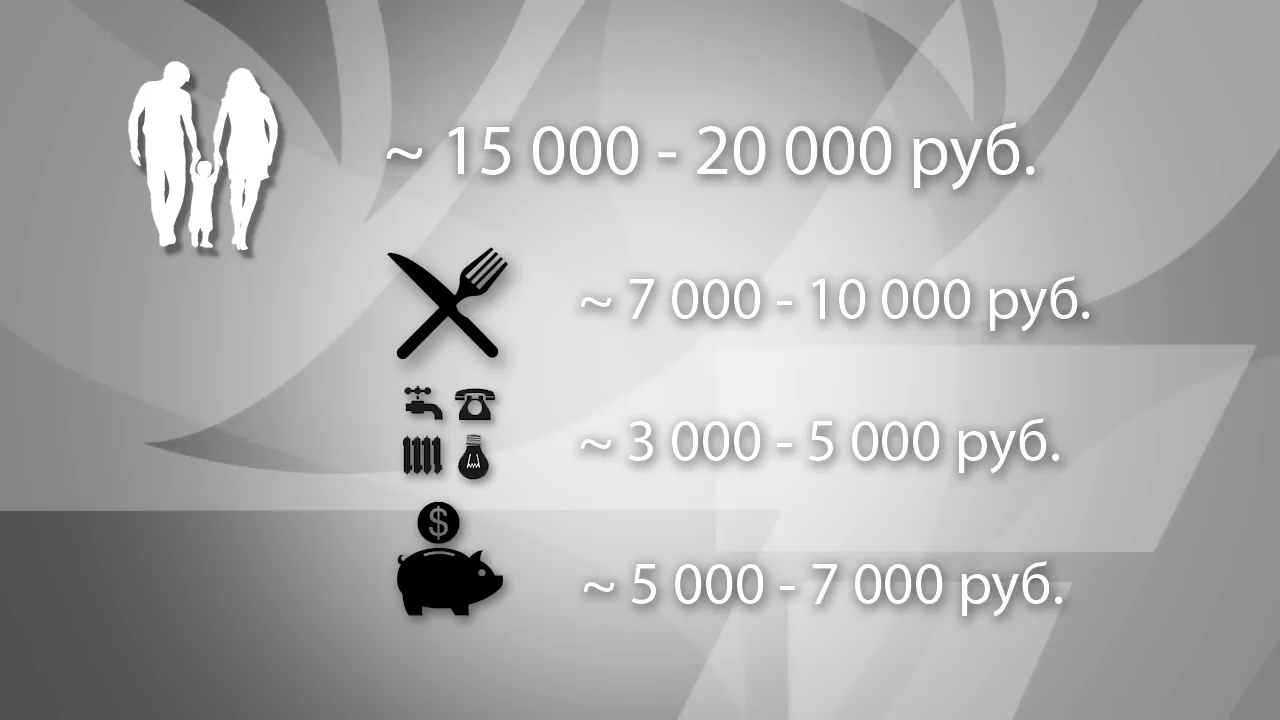 ~ 15 000 - 20 000 руб.
~ 7 000 - 10 000 руб.
~ 3 000 - 5 000 руб.
$
~ 5 000 - 7 000 руб.